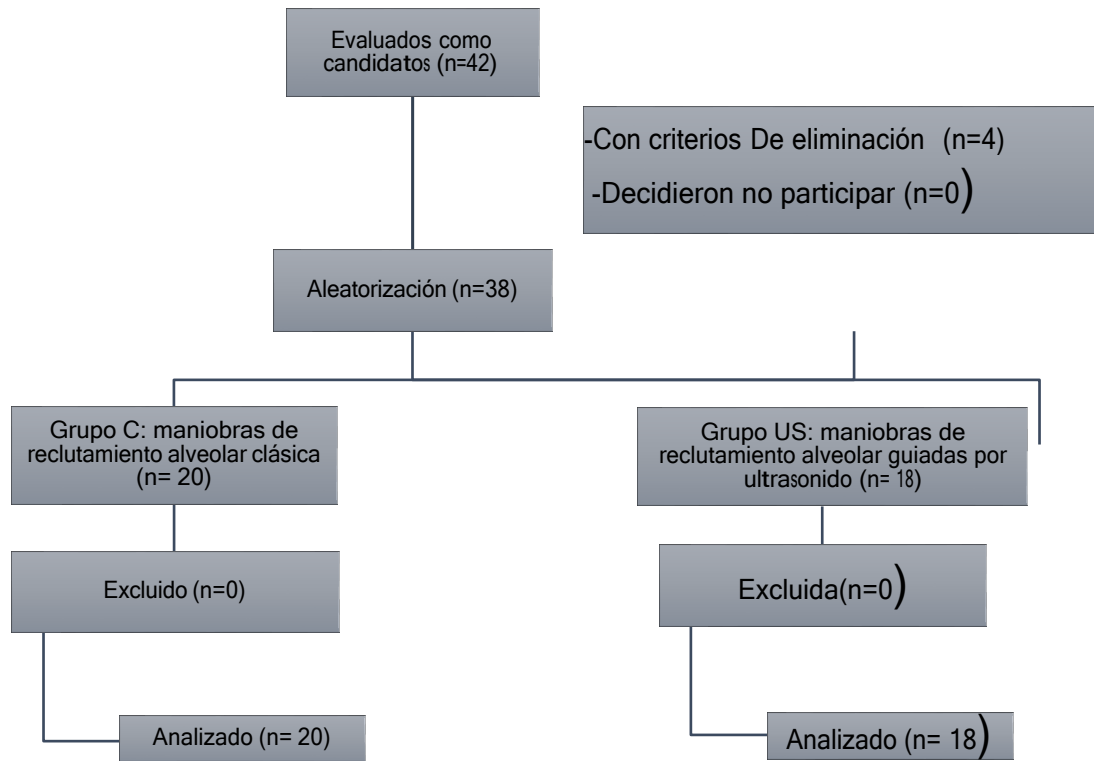 Evaluados como
candidatos (n=42)
-Con criterios De eliminación (n=4)
-Decidieron no participar (n=0)
Aleatorización (n=38)
Grupo C: maniobras de
reclutamiento alveolar clásica
(n= 20)
Grupo US: maniobras de
reclutamiento alveolar guiadas por
ultrasonido (n= 18)
Excluido (n=0)
Excluida(n=0)
Analizado (n= 20)
Analizado (n= 18)